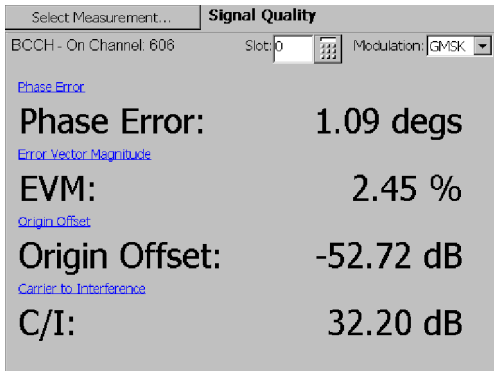 Select Measurement... Signal Quality
BCCH - On Channel: 606 Slot: 0 Modulation: GMSK
Phase Error
Phase Error: 1.09 degs
Error Vector Magnitude
EVM: 2.45 %
Origin Offset
Origin Offset: -52.72 dB
Carrier to Interference
C/I: 32.20 dB